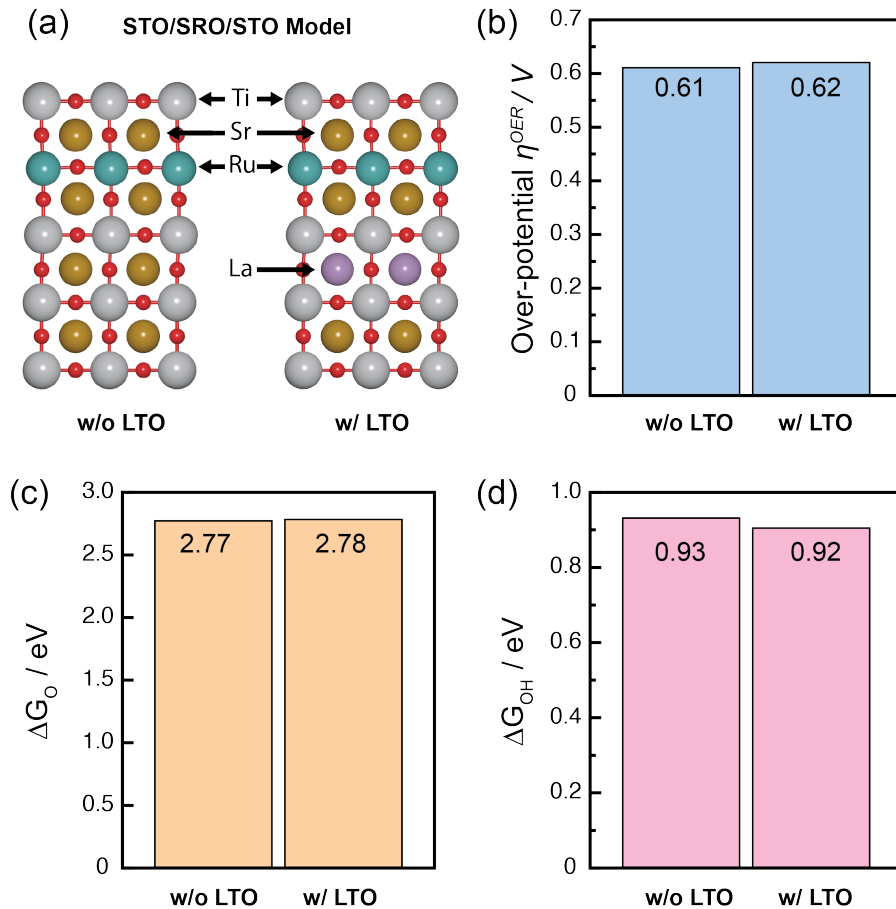 (a)
STO/SRO/STO Model
Ti
Sr
Ru
La
w/o LTO
w/ LTO
(b)
Over-potential η^OER / V
0.7
0.6
0.5
0.4
0.3
0.2
0.1
0
0.61
0.62
w/o LTO
w/ LTO
(c)
ΔG_O / eV
3.0
2.5
2.0
1.5
1.0
0.5
0
2.77
2.78
w/o LTO
w/ LTO
(d)
ΔG_OH / eV
1.0
0.8
0.6
0.4
0.2
0
0.93
0.92
w/o LTO
w/ LTO